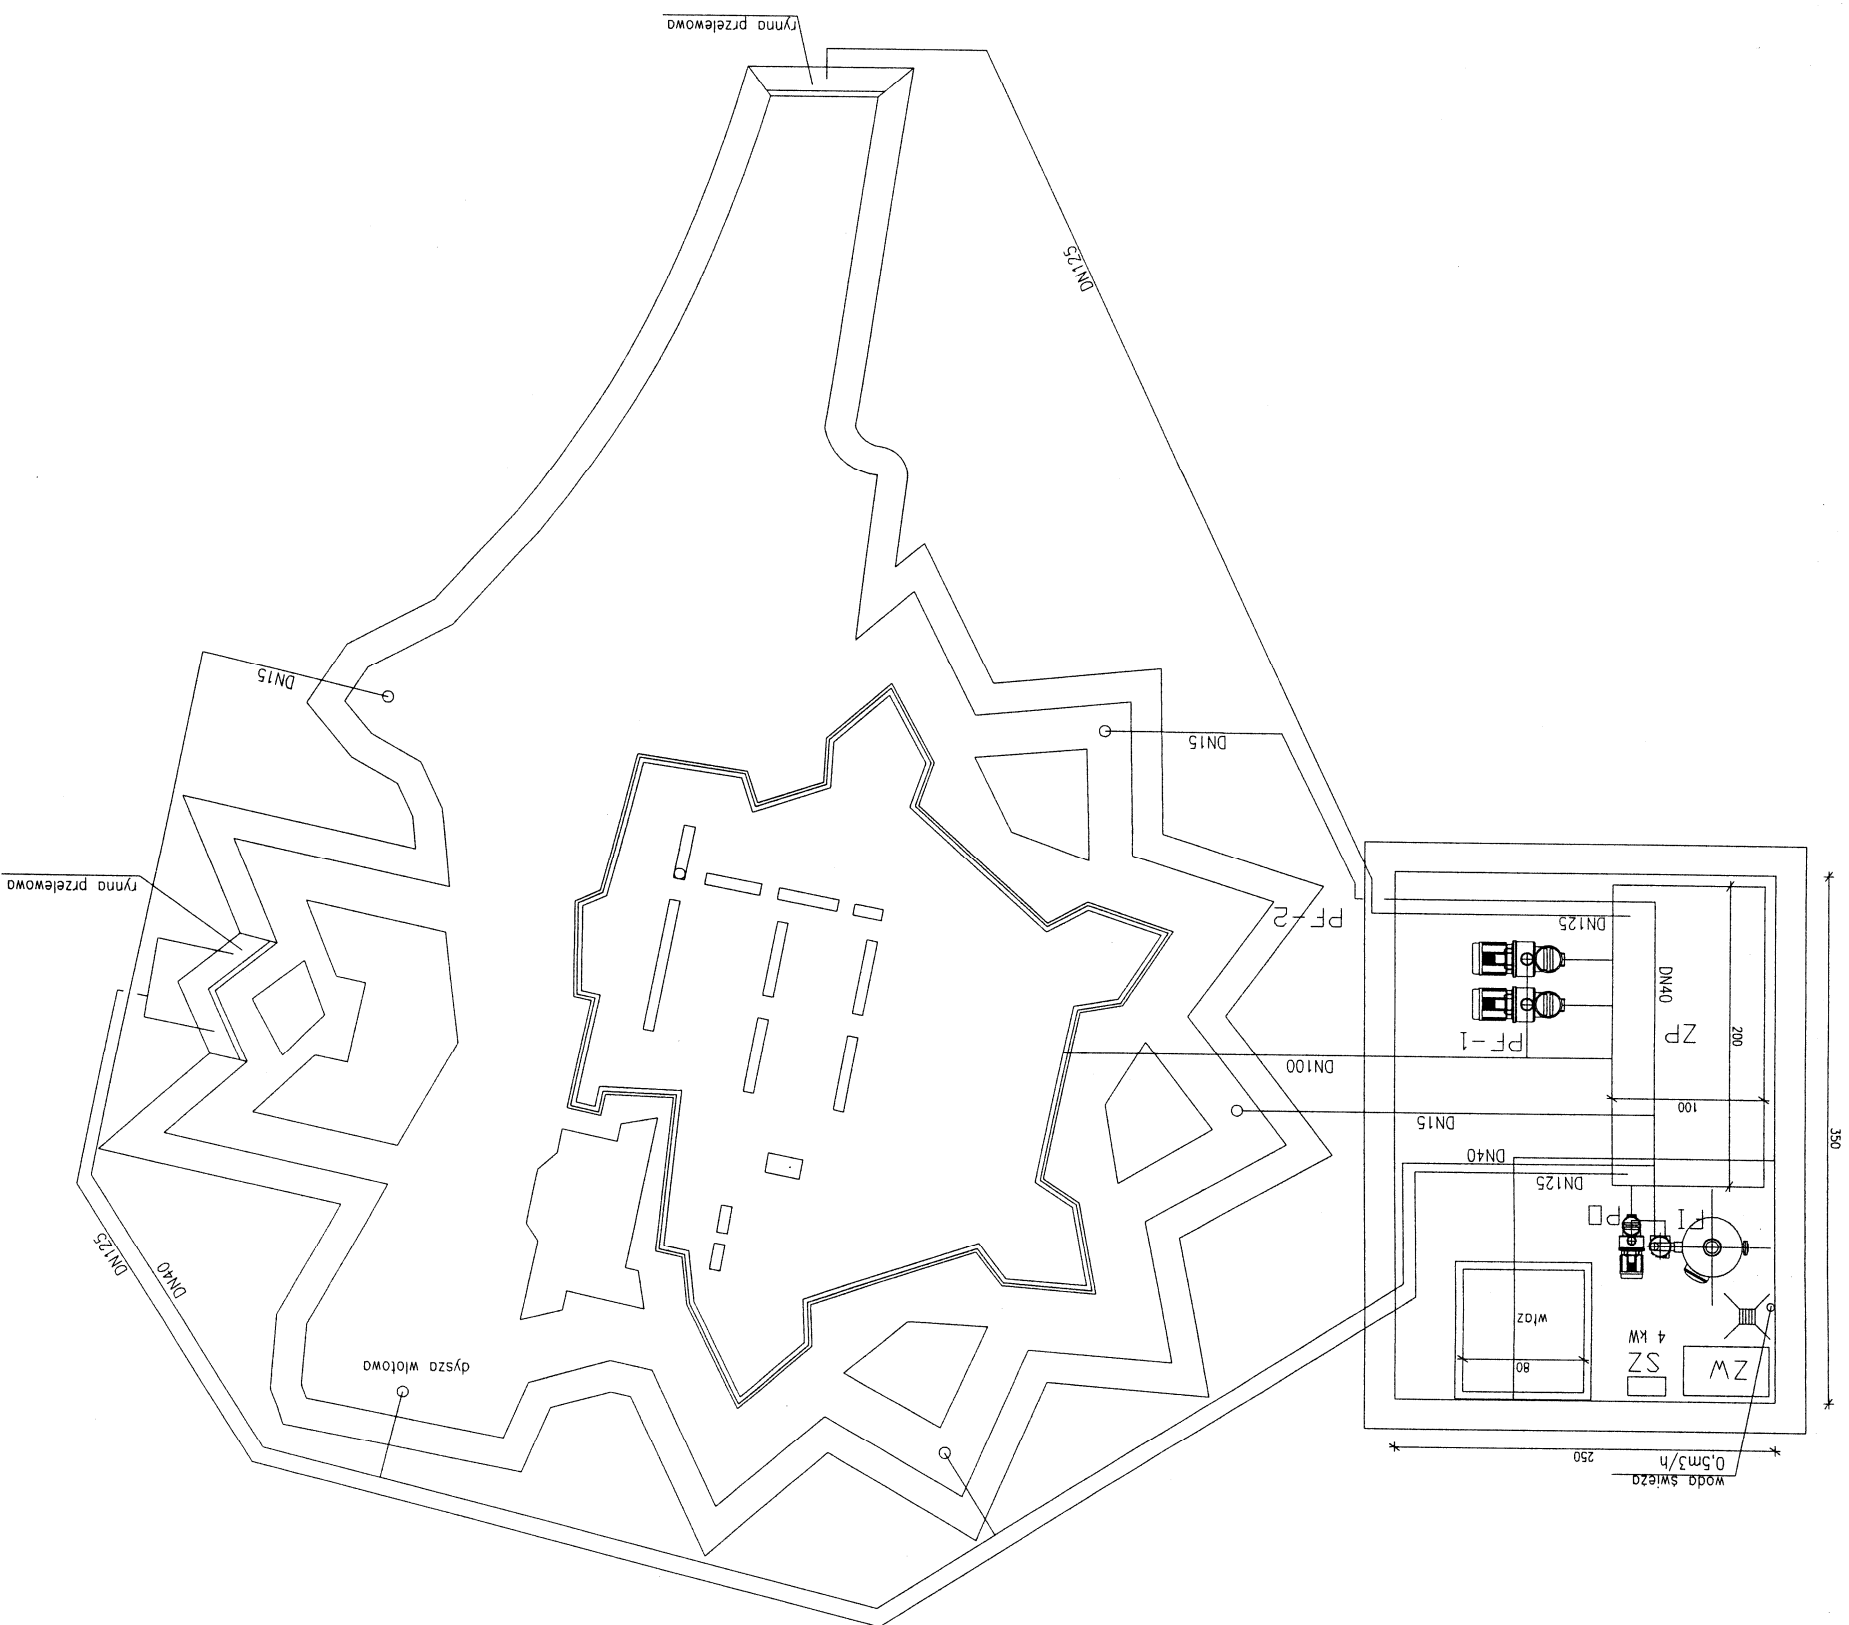 woda świeża
0,5m3/h
250
ZW
SZ
4 kW
80
właz
FI
PO
DN125
DN40
DN15
100
350
DN100
PF-1
ZP
200
DN40
DN125
PF-2
DN15
DN125
rynna przelewowa
dysza wlotowa
DN40
DN125
rynna przelewowa
DN15